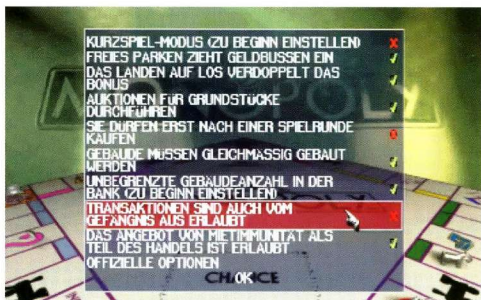 KURZSPIEL-MODUS (ZU BEGINN EINSTELLEN)
FREIES PARKEN ZIEHT GELDBUSSEN EIN
DAS LANDEN AUF LOS VERDOPPELT DAS
BONUS
AUKTIONEN FÜR GRUNDSTÜCKE
DURCHFÜHREN
SIE DÜRFEN ERST NACH EINER SPIELRUNDE
KAUFEN
GEBÄUDE MÜSSEN GLEICHMÄSSIG GEBAUT
WERDEN
UNBEGRENZTE GEBÄUDEANZAHL IN DER
BANK (ZU BEGINN EINSTELLEN)
TRANSAKTIONEN SIND AUCH VOM
GEFÄNGNIS AUS ERLAUBT
DAS ANGEBOT VON MIETIMMUNITÄT ALS
TEIL DES HANDELS IST ERLAUBT
OFFIZIELLE OPTIONEN
OK
MONOPOLY
CHANCE